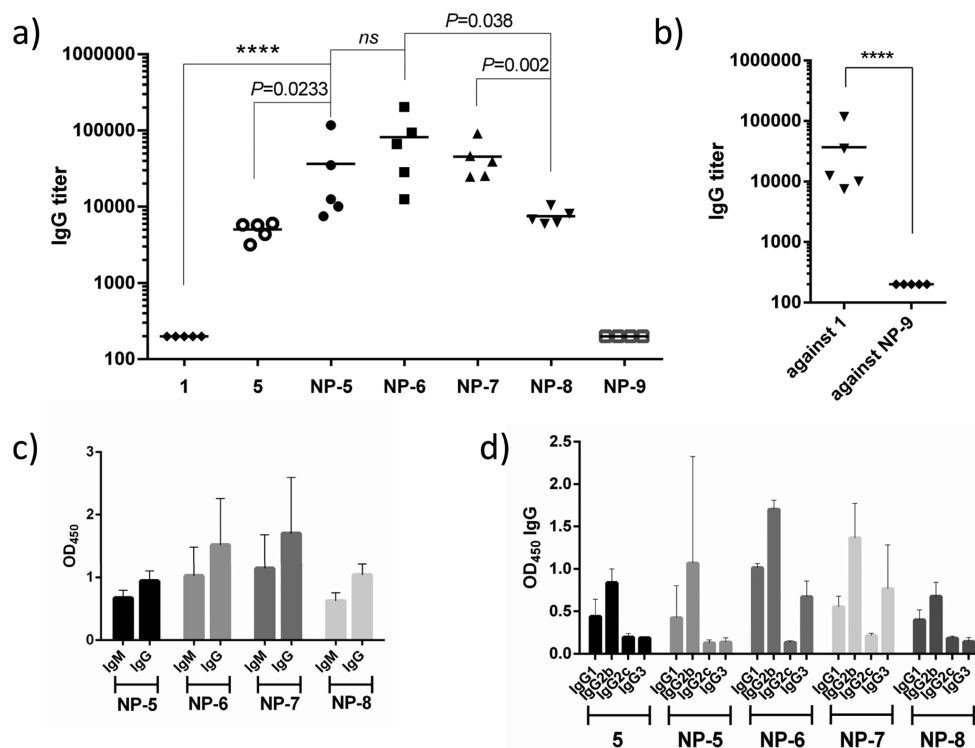 a)
****
P=0.0233
ns
P=0.038
P=0.002
IgG titer
1000000
100000
10000
1000
100
1 5 NP-5 NP-6 NP-7 NP-8 NP-9
b)
****
IgG titer
1000000
100000
10000
1000
100
against 1
against NP-9
c)
OD450
3
2
1
0
IgM IgG IgM IgG IgM IgG IgM IgG
NP-5 NP-6 NP-7 NP-8
d)
OD450 IgG
2.5
2.0
1.5
1.0
0.5
0.0
IgG1 IgG2b IgG2c IgG3 IgG1 IgG2b IgG2c IgG3 IgG1 IgG2b IgG2c IgG3 IgG1 IgG2b IgG2c IgG3 IgG1 IgG2b IgG2c IgG3
5 NP-5 NP-6 NP-7 NP-8